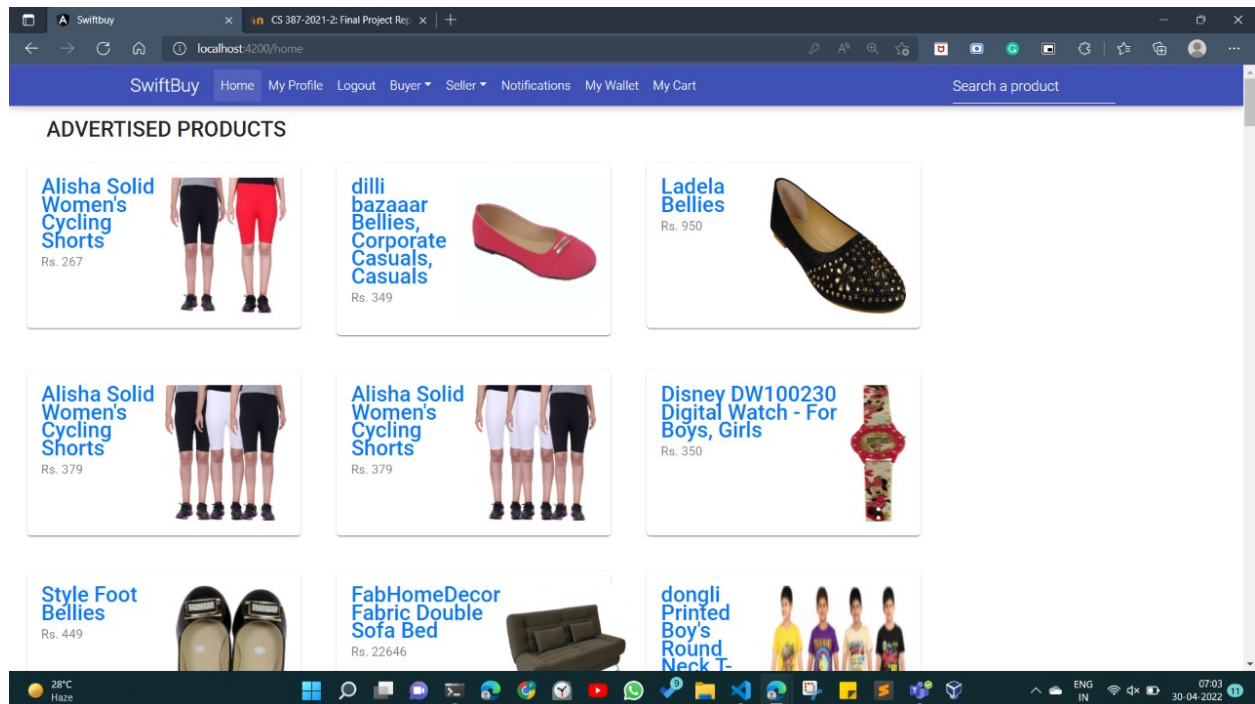 Swiftbuy
CS 387-2021-2: Final Project Rep
localhost:4200/home
SwiftBuy Home My Profile Logout Buyer Seller Notifications My Wallet My Cart Search a product
ADVERTISED PRODUCTS
Alisha Solid
Women's
Cycling
Shorts
Rs. 267
dilli
bazaaar
Bellies,
Corporate
Casuals,
Casuals
Rs. 349
Ladela
Bellies
Rs. 950
Alisha Solid
Women's
Cycling
Shorts
Rs. 379
Alisha Solid
Women's
Cycling
Shorts
Rs. 379
Disney DW100230
Digital Watch - For
Boys, Girls
Rs. 350
Style Foot
Bellies
Rs. 449
FabHomeDecor
Fabric Double
Sofa Bed
Rs. 22646
dongli
Printed
Boy's
Round
Neck T-
28°C
Haze
9
ENG
IN
07:03
30-04-2022
11